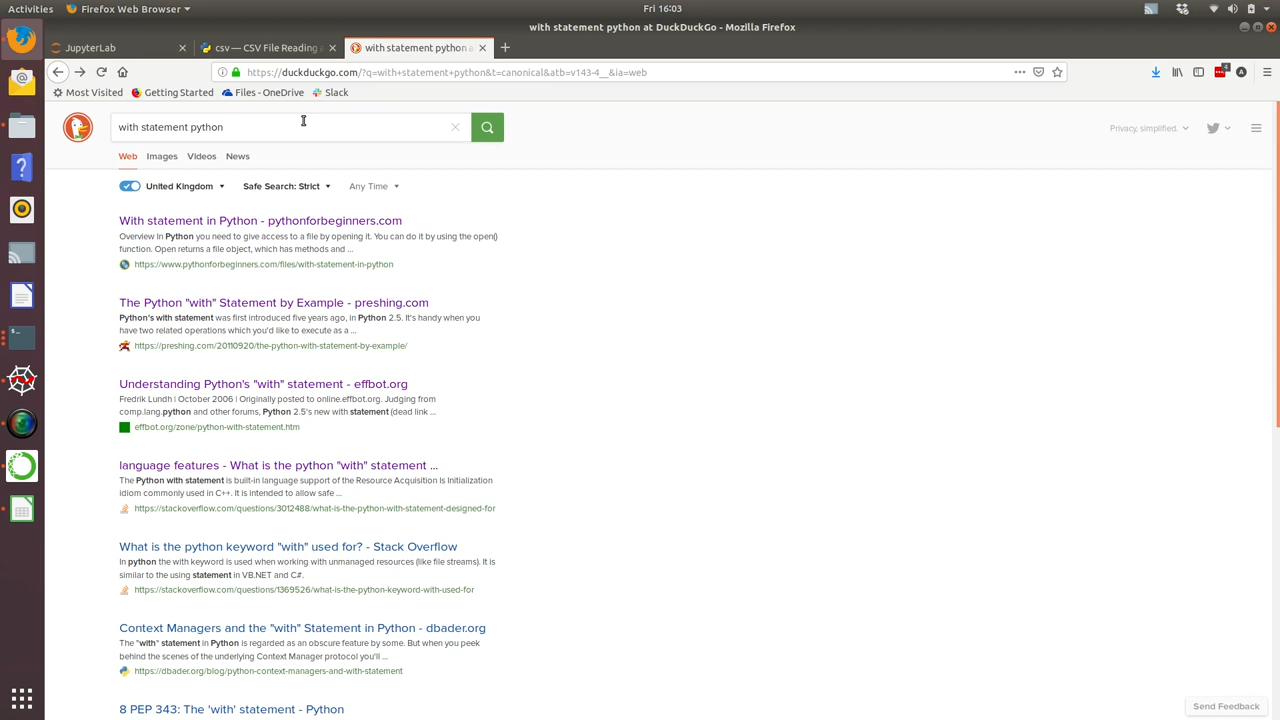 Activities
Firefox Web Browser
Fri 16:03
with statement python at DuckDuckGo - Mozilla Firefox
JupyterLab
csv — CSV File Reading a
with statement python a
https://duckduckgo.com/?q=with+statement+python&t=canonical&atb=v143-4__&ia=web
4
A
Most Visited
Getting Started
Files - OneDrive
Slack
with statement python
Privacy, simplified.
Web
Images
Videos
News
United Kingdom
Safe Search: Strict
Any Time
With statement in Python - pythonforbeginners.com
Overview In Python you need to give access to a file by opening it. You can do it by using the open()
function. Open returns a file object, which has methods and ...
https://www.pythonforbeginners.com/files/with-statement-in-python
The Python "with" Statement by Example - preshing.com
Python's with statement was first introduced five years ago, in Python 2.5. It's handy when you
have two related operations which you'd like to execute as a ...
https://preshing.com/20110920/the-python-with-statement-by-example/
Understanding Python's "with" statement - effbot.org
Fredrik Lundh | October 2006 | Originally posted to online.effbot.org. Judging from
comp.lang.python and other forums, Python 2.5's new with statement (dead link ...
effbot.org/zone/python-with-statement.htm
language features - What is the python "with" statement ...
The Python with statement is built-in language support of the Resource Acquisition Is Initialization
idiom commonly used in C++. It is intended to allow safe ...
https://stackoverflow.com/questions/3012488/what-is-the-python-with-statement-designed-for
What is the python keyword "with" used for? - Stack Overflow
In python the with keyword is used when working with unmanaged resources (like file streams). It is
similar to the using statement in VB.NET and C#.
https://stackoverflow.com/questions/1369526/what-is-the-python-keyword-with-used-for
Context Managers and the "with" Statement in Python - dbader.org
The "with" statement in Python is regarded as an obscure feature by some. But when you peek
behind the scenes of the underlying Context Manager protocol you'll ...
https://dbader.org/blog/python-context-managers-and-with-statement
8 PEP 343: The 'with' statement - Python
Send Feedback